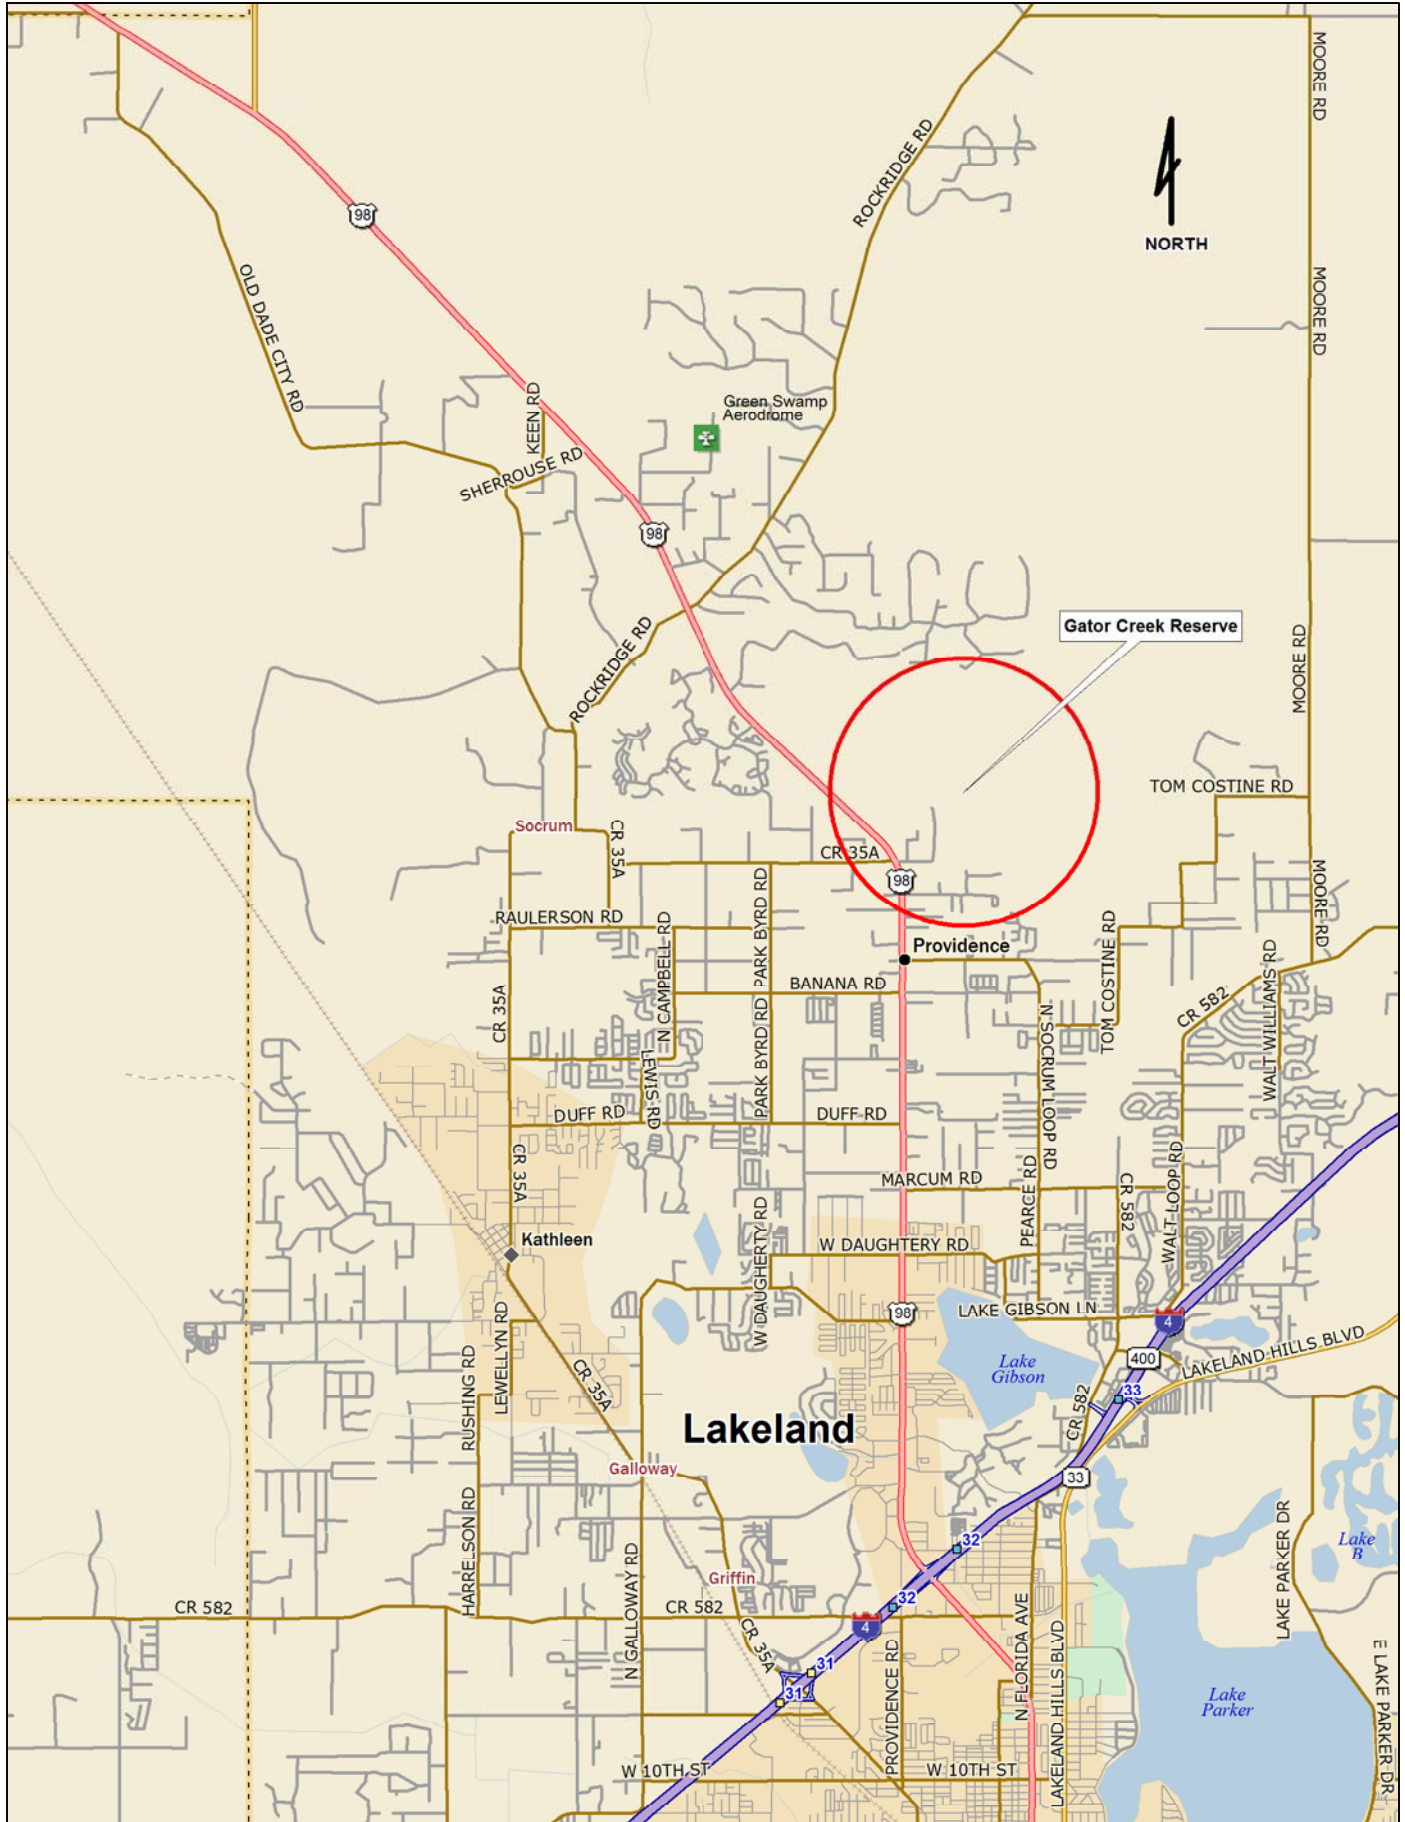 MOORE RD
ROCKRIDGE RD
98
NORTH
OLD DADE CITY RD
MOORE RD
KEEN RD
Green Swamp
Aerodrome
SHERROUSE RD
98
Gator Creek Reserve
ROCKRIDGE RD
MOORE RD
TOM COSTINE RD
Socrum
CR 35A
CR 35A
98
MOORE RD
PARK BYRD RD
RAULERSON RD
N CAMPBELL RD
Providence
TOM COSTINE RD
WALT WILLIAMS RD
BANANA RD
CR 35A
CR 582
PARK BYRD RD
N SOCRUM LOOP RD
LEWIS RD
DUFF RD
DUFF RD
CR 35A
MARCUM RD
PEARCE RD
CR 582
WALT LOOP RD
Kathleen
W DAUGHERTY RD
W DAUGHTERY RD
98
LAKE GIBSON LN
4
LEWELLYN RD
RUSHING RD
CR 35A
Lake
Gibson
400
LAKELAND HILLS BLVD
33
CR 582
Lakeland
Galloway
33
HARRELSON RD
32
LAKE PARKER DR
Lake
B
N GALLOWAY RD
Griffin
32
CR 582
CR 582
4
CR 35A
31
31
PROVIDENCE RD
N FLORIDA AVE
LAKELAND HILLS BLVD
Lake
Parker
E LAKE PARKER DR
W 10TH ST
W 10TH ST